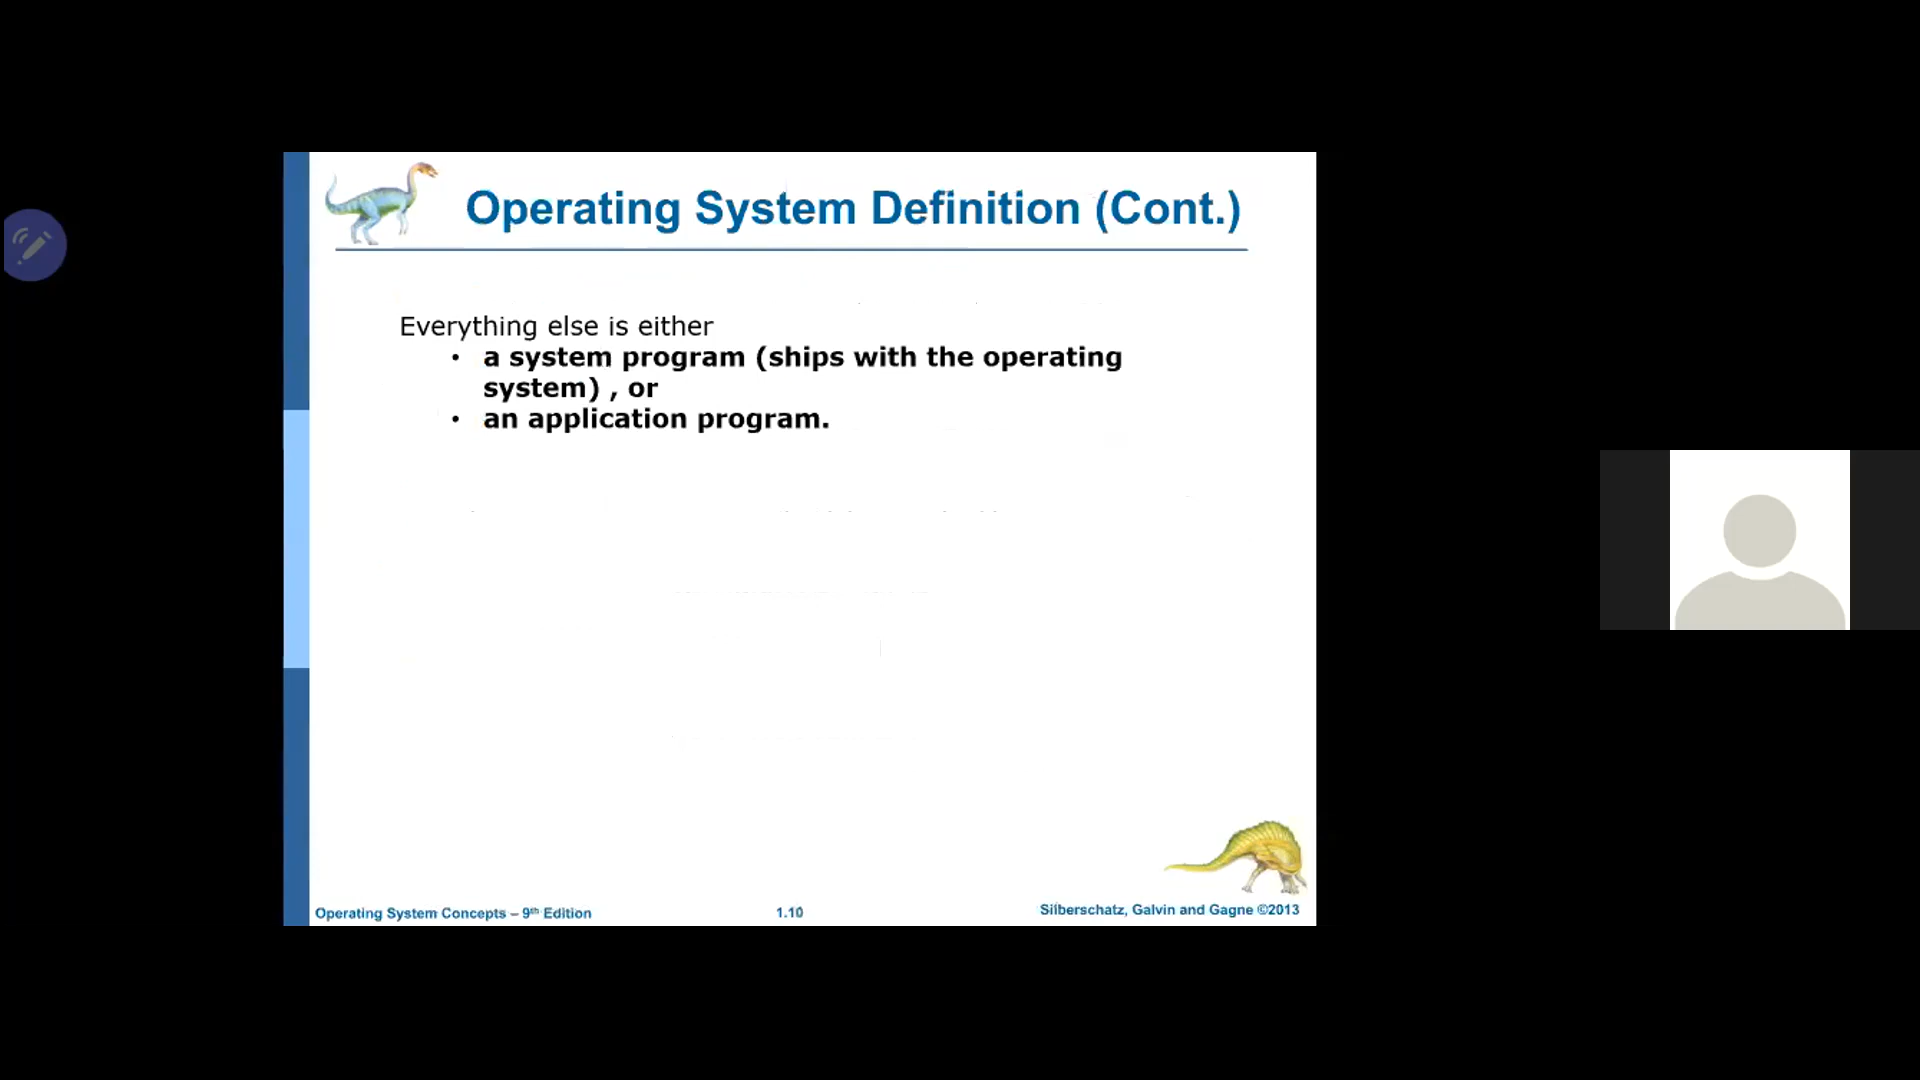 Operating System Definition (Cont.)
Everything else is either
• a system program (ships with the operating
system) , or
• an application program.
Operating System Concepts – 9th Edition
1.10
Silberschatz, Galvin and Gagne ©2013